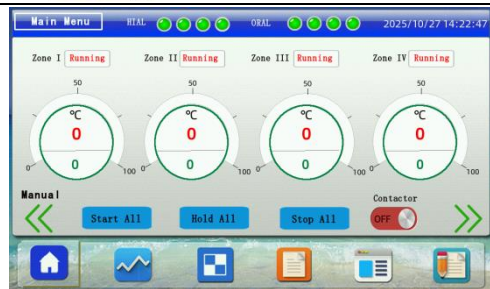 Main Menu HIAL ORAL 2025/10/27 14:22:47
Zone I Running Zone II Running Zone III Running Zone IV Running
50 50 50 50
℃ ℃ ℃ ℃
0 0 0 0
0 0 0 0
0 100 0 100 0 100 0 100
Manual Contactor
Start All Hold All Stop All OFF